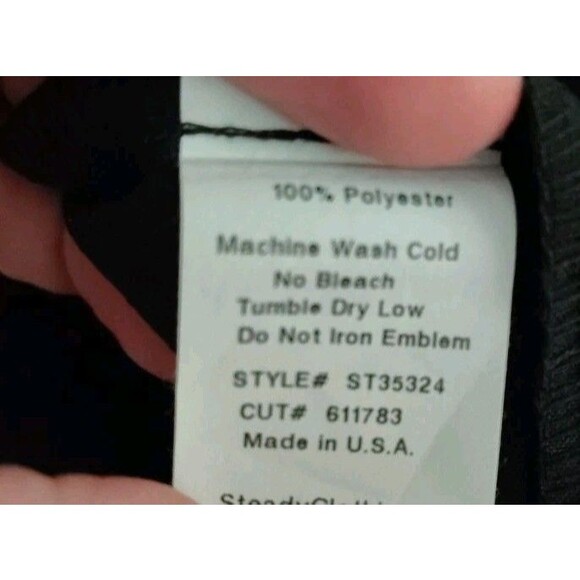 100% Polyester
Machine Wash Cold
No Bleach
Tumble Dry Low
Do Not Iron Emblem
STYLE# ST35324
CUT# 611783
Made in U.S.A.